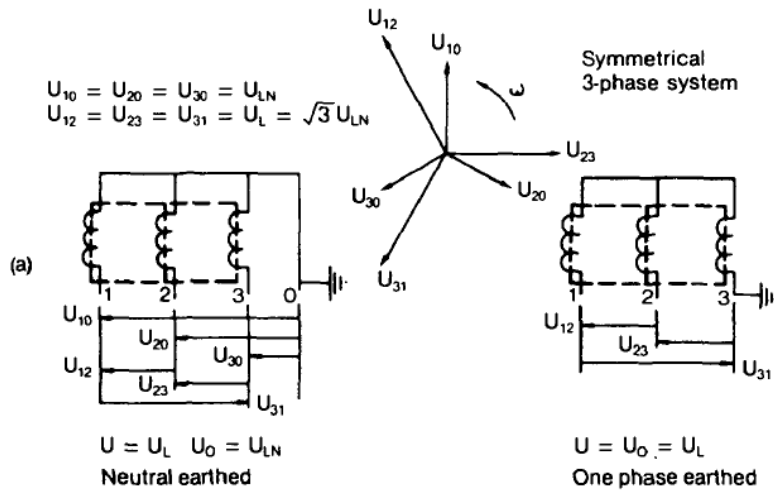 U12
U10
Symmetrical
3-phase system
U10 = U20 = U30 = ULN
U12 = U23 = U31 = UL = √3 ULN
ω
U23
U30
U20
U31
(a)
1 2 3 0
U10
U20
U30
U12
U23
U31
U = UL U0 = ULN
Neutral earthed
1 2 3
U12
U23
U31
U = U0 = UL
One phase earthed